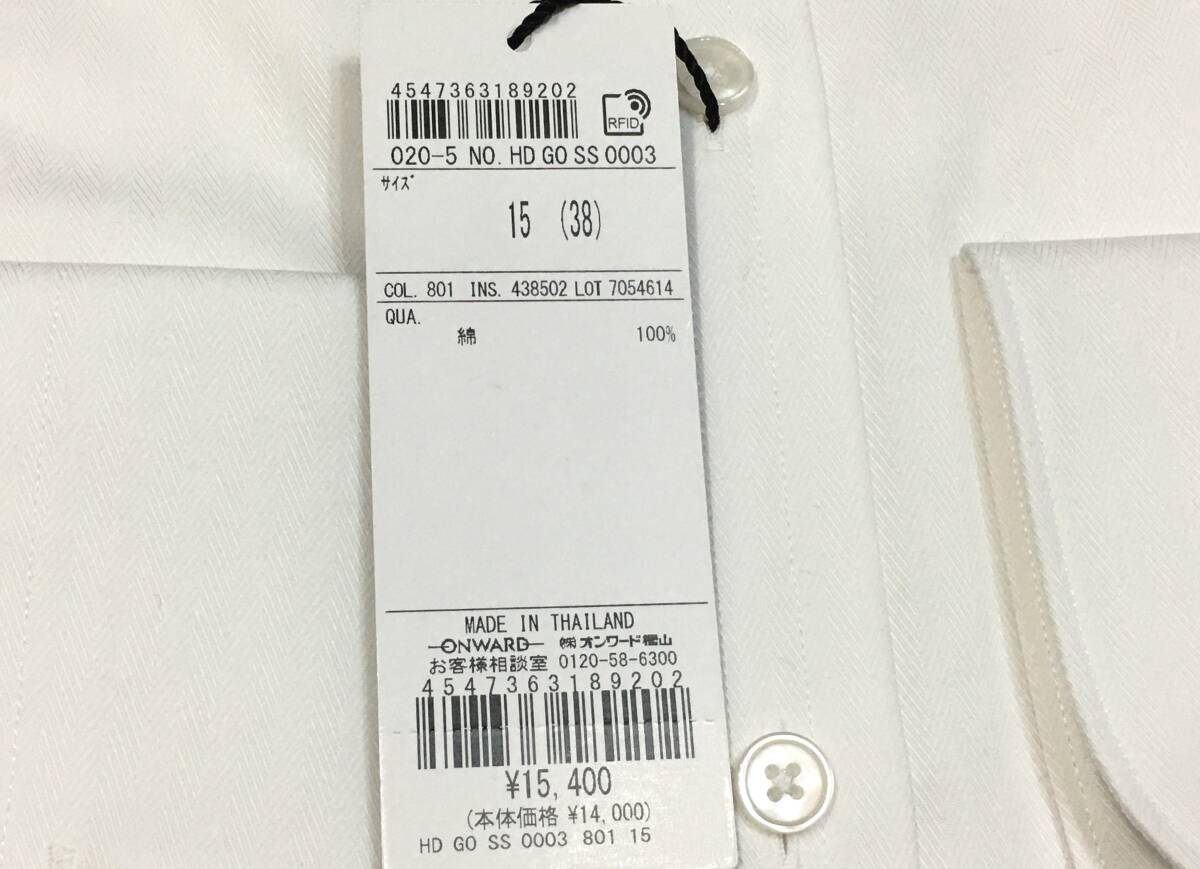 4547363189202
RFID
020-5 NO. HD GO SS 0003
サイズ
15 (38)
COL. 801 INS. 438502 LOT 7054614
QUA.
綿 100%
MADE IN THAILAND
ONWARD ㈱オンワード樫山
お客様相談室 0120-58-6300
4547363189202
¥15,400
(本体価格 ¥14,000)
HD GO SS 0003 801 15